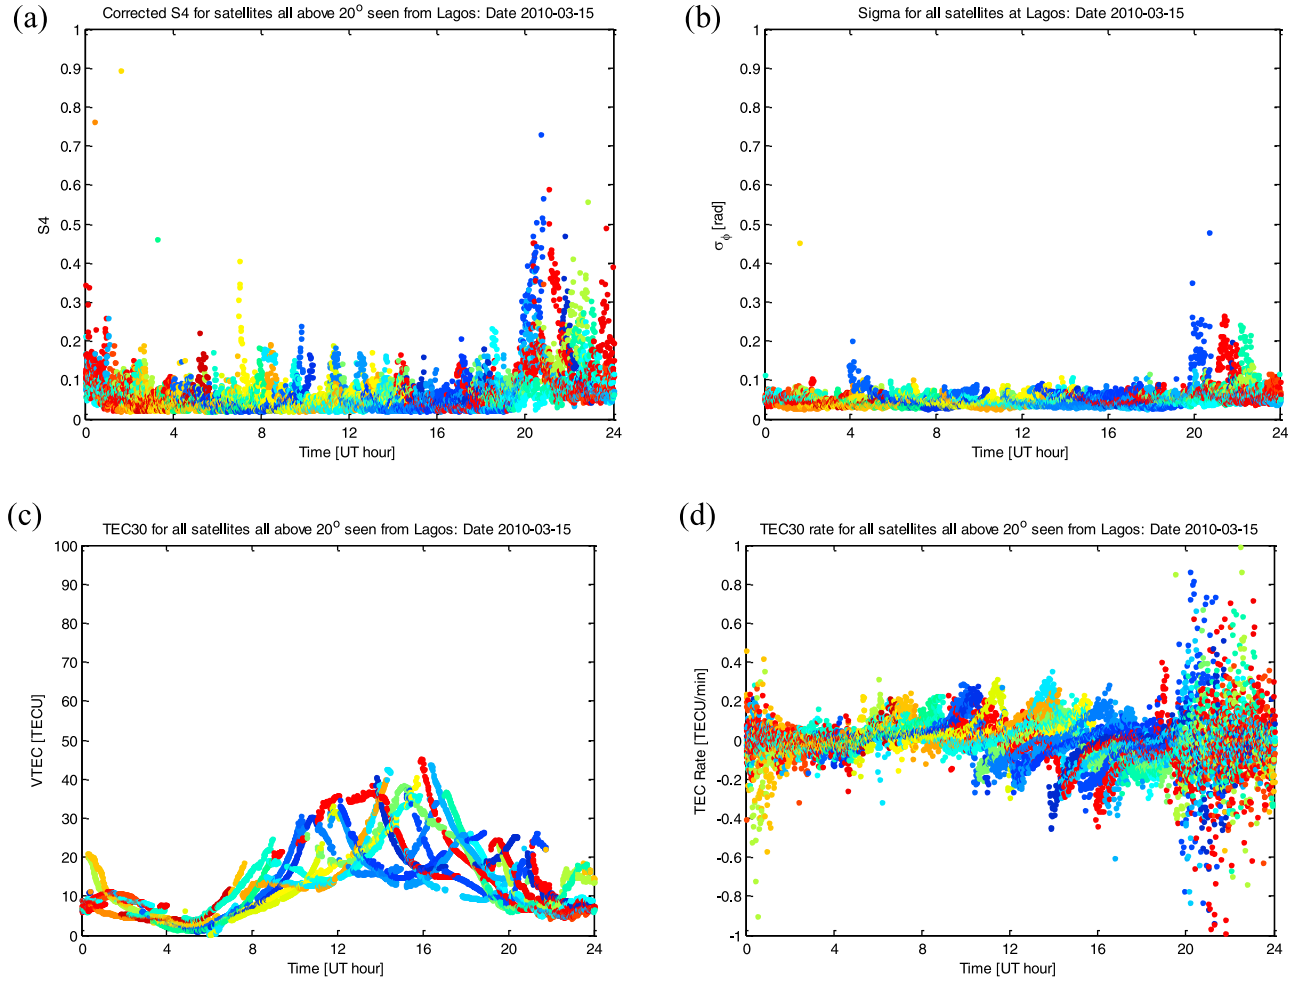 (a)
Corrected S4 for satellites all above 20° seen from Lagos: Date 2010-03-15
1
0.9
0.8
0.7
0.6
0.5
0.4
0.3
0.2
0.1
0
S4
0 4 8 12 16 20 24
Time [UT hour]
(b)
Sigma for all satellites at Lagos: Date 2010-03-15
1
0.9
0.8
0.7
0.6
0.5
0.4
0.3
0.2
0.1
0
σϕ [rad]
0 4 8 12 16 20 24
Time [UT hour]
(c)
TEC30 for all satellites all above 20° seen from Lagos: Date 2010-03-15
100
90
80
70
60
50
40
30
20
10
0
VTEC [TECU]
0 4 8 12 16 20 24
Time [UT hour]
(d)
TEC30 rate for all satellites all above 20° seen from Lagos: Date 2010-03-15
1
0.8
0.6
0.4
0.2
0
-0.2
-0.4
-0.6
-0.8
-1
TEC Rate [TECU/min]
0 4 8 12 16 20 24
Time [UT hour]